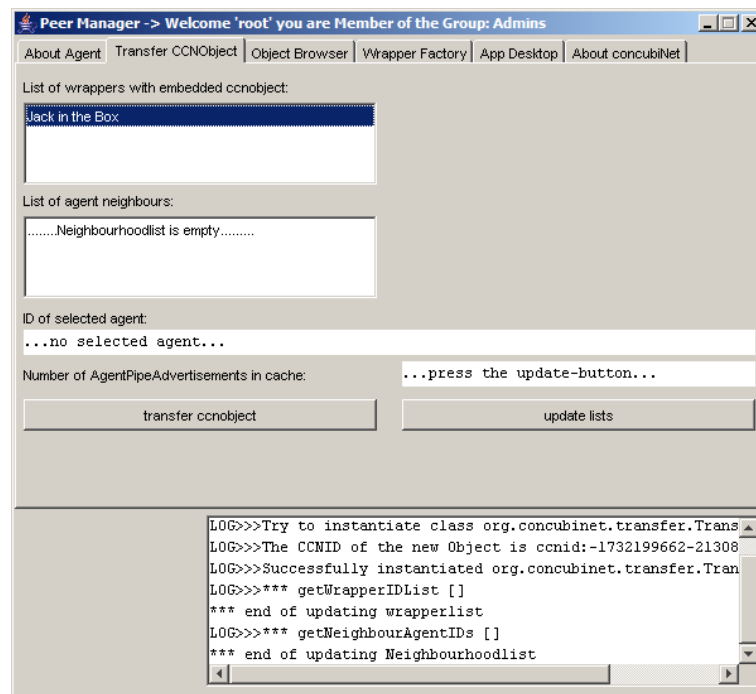 Peer Manager -> Welcome 'root' you are Member of the Group: Admins
About Agent Transfer CCNObject Object Browser Wrapper Factory App Desktop About concubiNet
List of wrappers with embedded ccnobject:
Jack in the Box
List of agent neighbours:
........Neighbourhoodlist is empty.........
ID of selected agent:
...no selected agent...
Number of AgentPipeAdvertisements in cache: ...press the update-button...
transfer ccnobject update lists
LOG>>>Try to instantiate class org.concubinet.transfer.Trans
LOG>>>The CCNID of the new Object is ccnid:-1732199662-21308
LOG>>>Successfully instantiated org.concubinet.transfer.Tran
LOG>>>*** getWrapperIDList []
*** end of updating wrapperlist
LOG>>>*** getNeighbourAgentIDs []
*** end of updating Neighbourhoodlist